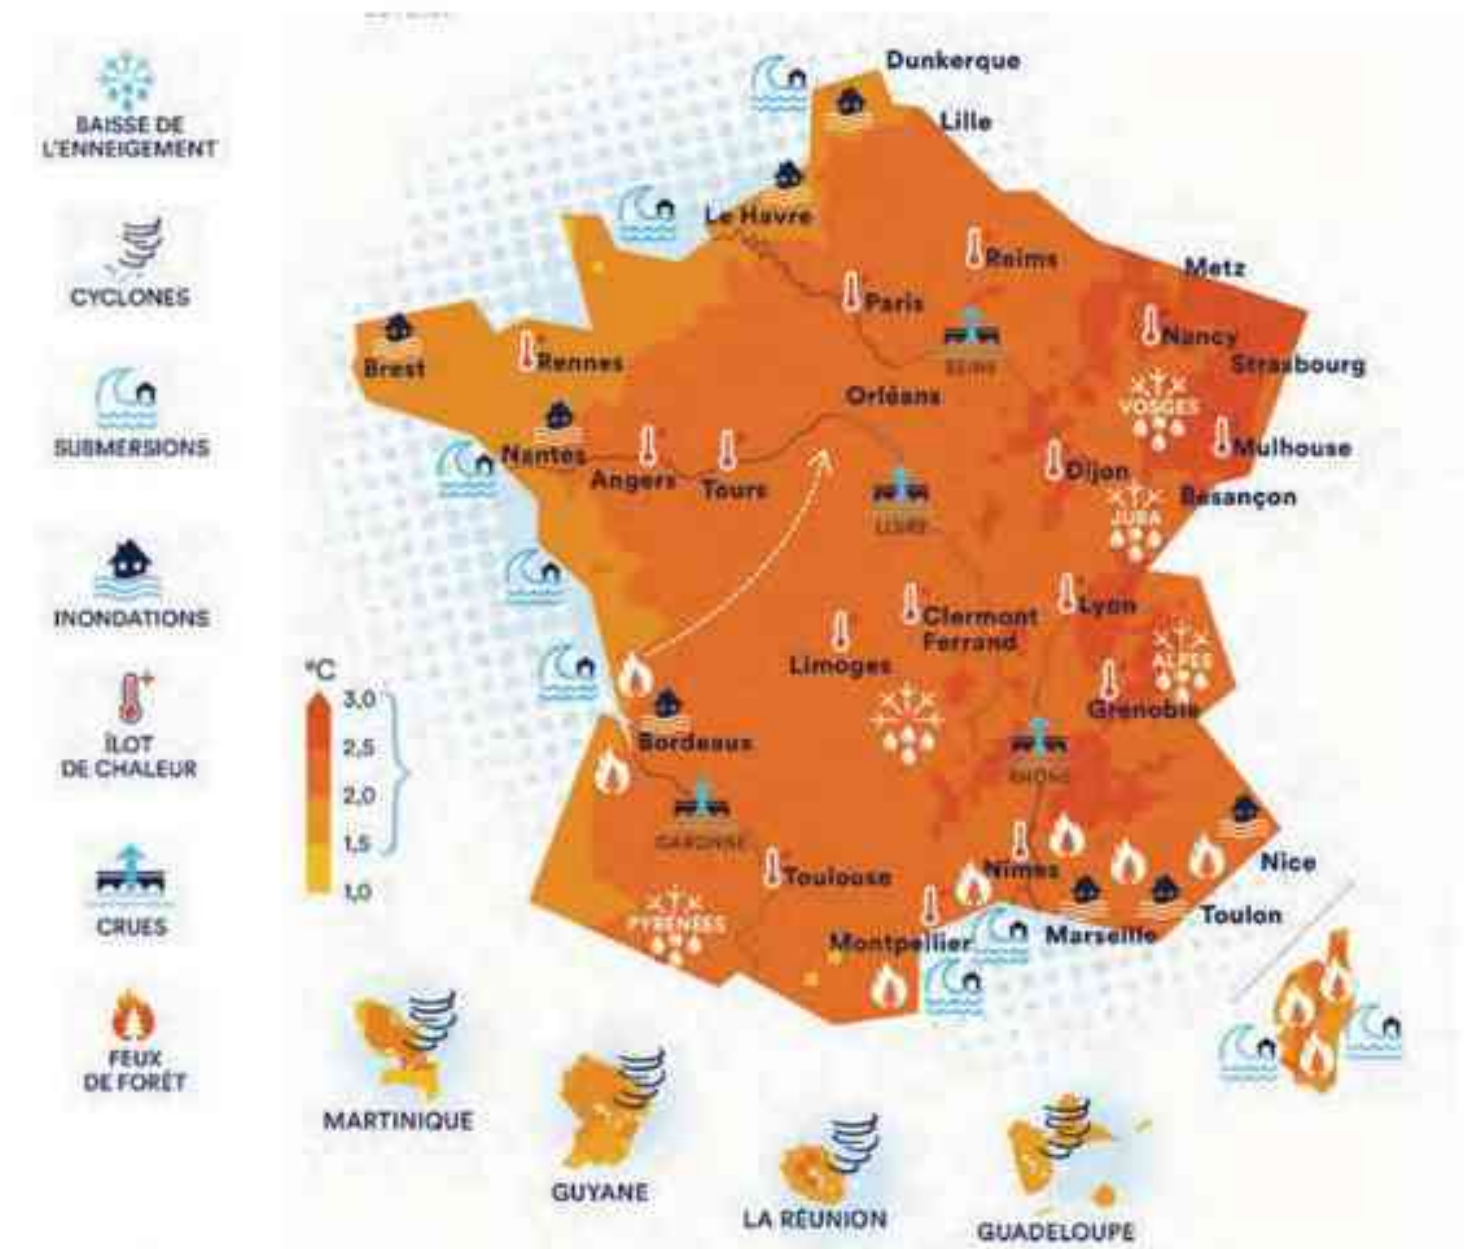 BAISSE DE
L'ENNEIGEMENT
CYCLONES
SUBMERSIONS
INONDATIONS
ÎLOT
DE CHALEUR
CRUES
FEUX
DE FORÊT
°C
3,0
2,5
2,0
1,5
1,0
Dunkerque
Lille
Le Havre
Reims
Metz
Paris
Nancy
Strasbourg
SEINE
Brest
Rennes
Orléans
VOSGES
Mulhouse
Nantes
Angers
Tours
Dijon
Besançon
LOIRE
JURA
Lyon
Clermont
Ferrand
Limoges
ALPES
Grenoble
Bordeaux
RHÔNE
GARONNE
Nîmes
Nice
Toulouse
Toulon
PYRÉNÉES
Montpellier
Marseille
MARTINIQUE
GUYANE
LA RÉUNION
GUADELOUPE